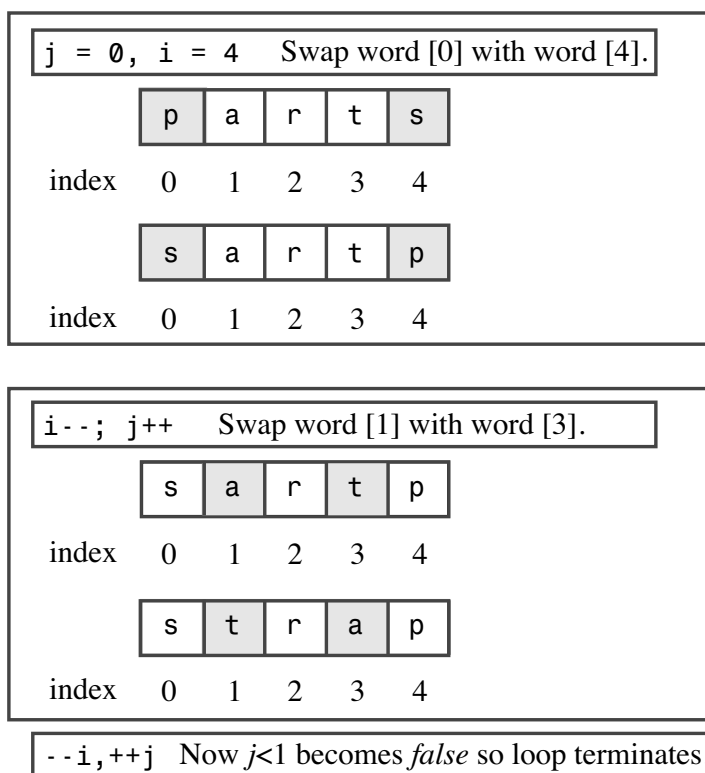 j = 0, i = 4 Swap word [0] with word [4].
p a r t s
index 0 1 2 3 4
s a r t p
index 0 1 2 3 4
i--; j++ Swap word [1] with word [3].
s a r t p
index 0 1 2 3 4
s t r a p
index 0 1 2 3 4
--i,++j Now j<1 becomes false so loop terminates